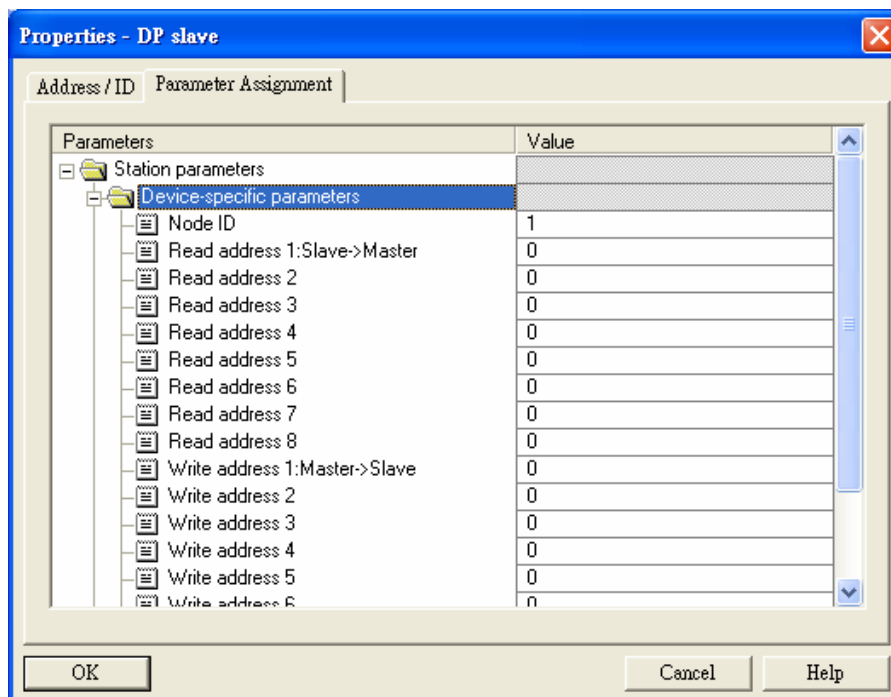 Properties - DP slave
Address / ID Parameter Assignment
Parameters Value
Station parameters
Device-specific parameters
Node ID 1
Read address 1:Slave->Master 0
Read address 2 0
Read address 3 0
Read address 4 0
Read address 5 0
Read address 6 0
Read address 7 0
Read address 8 0
Write address 1:Master->Slave 0
Write address 2 0
Write address 3 0
Write address 4 0
Write address 5 0
Write address 6 0
OK Cancel Help